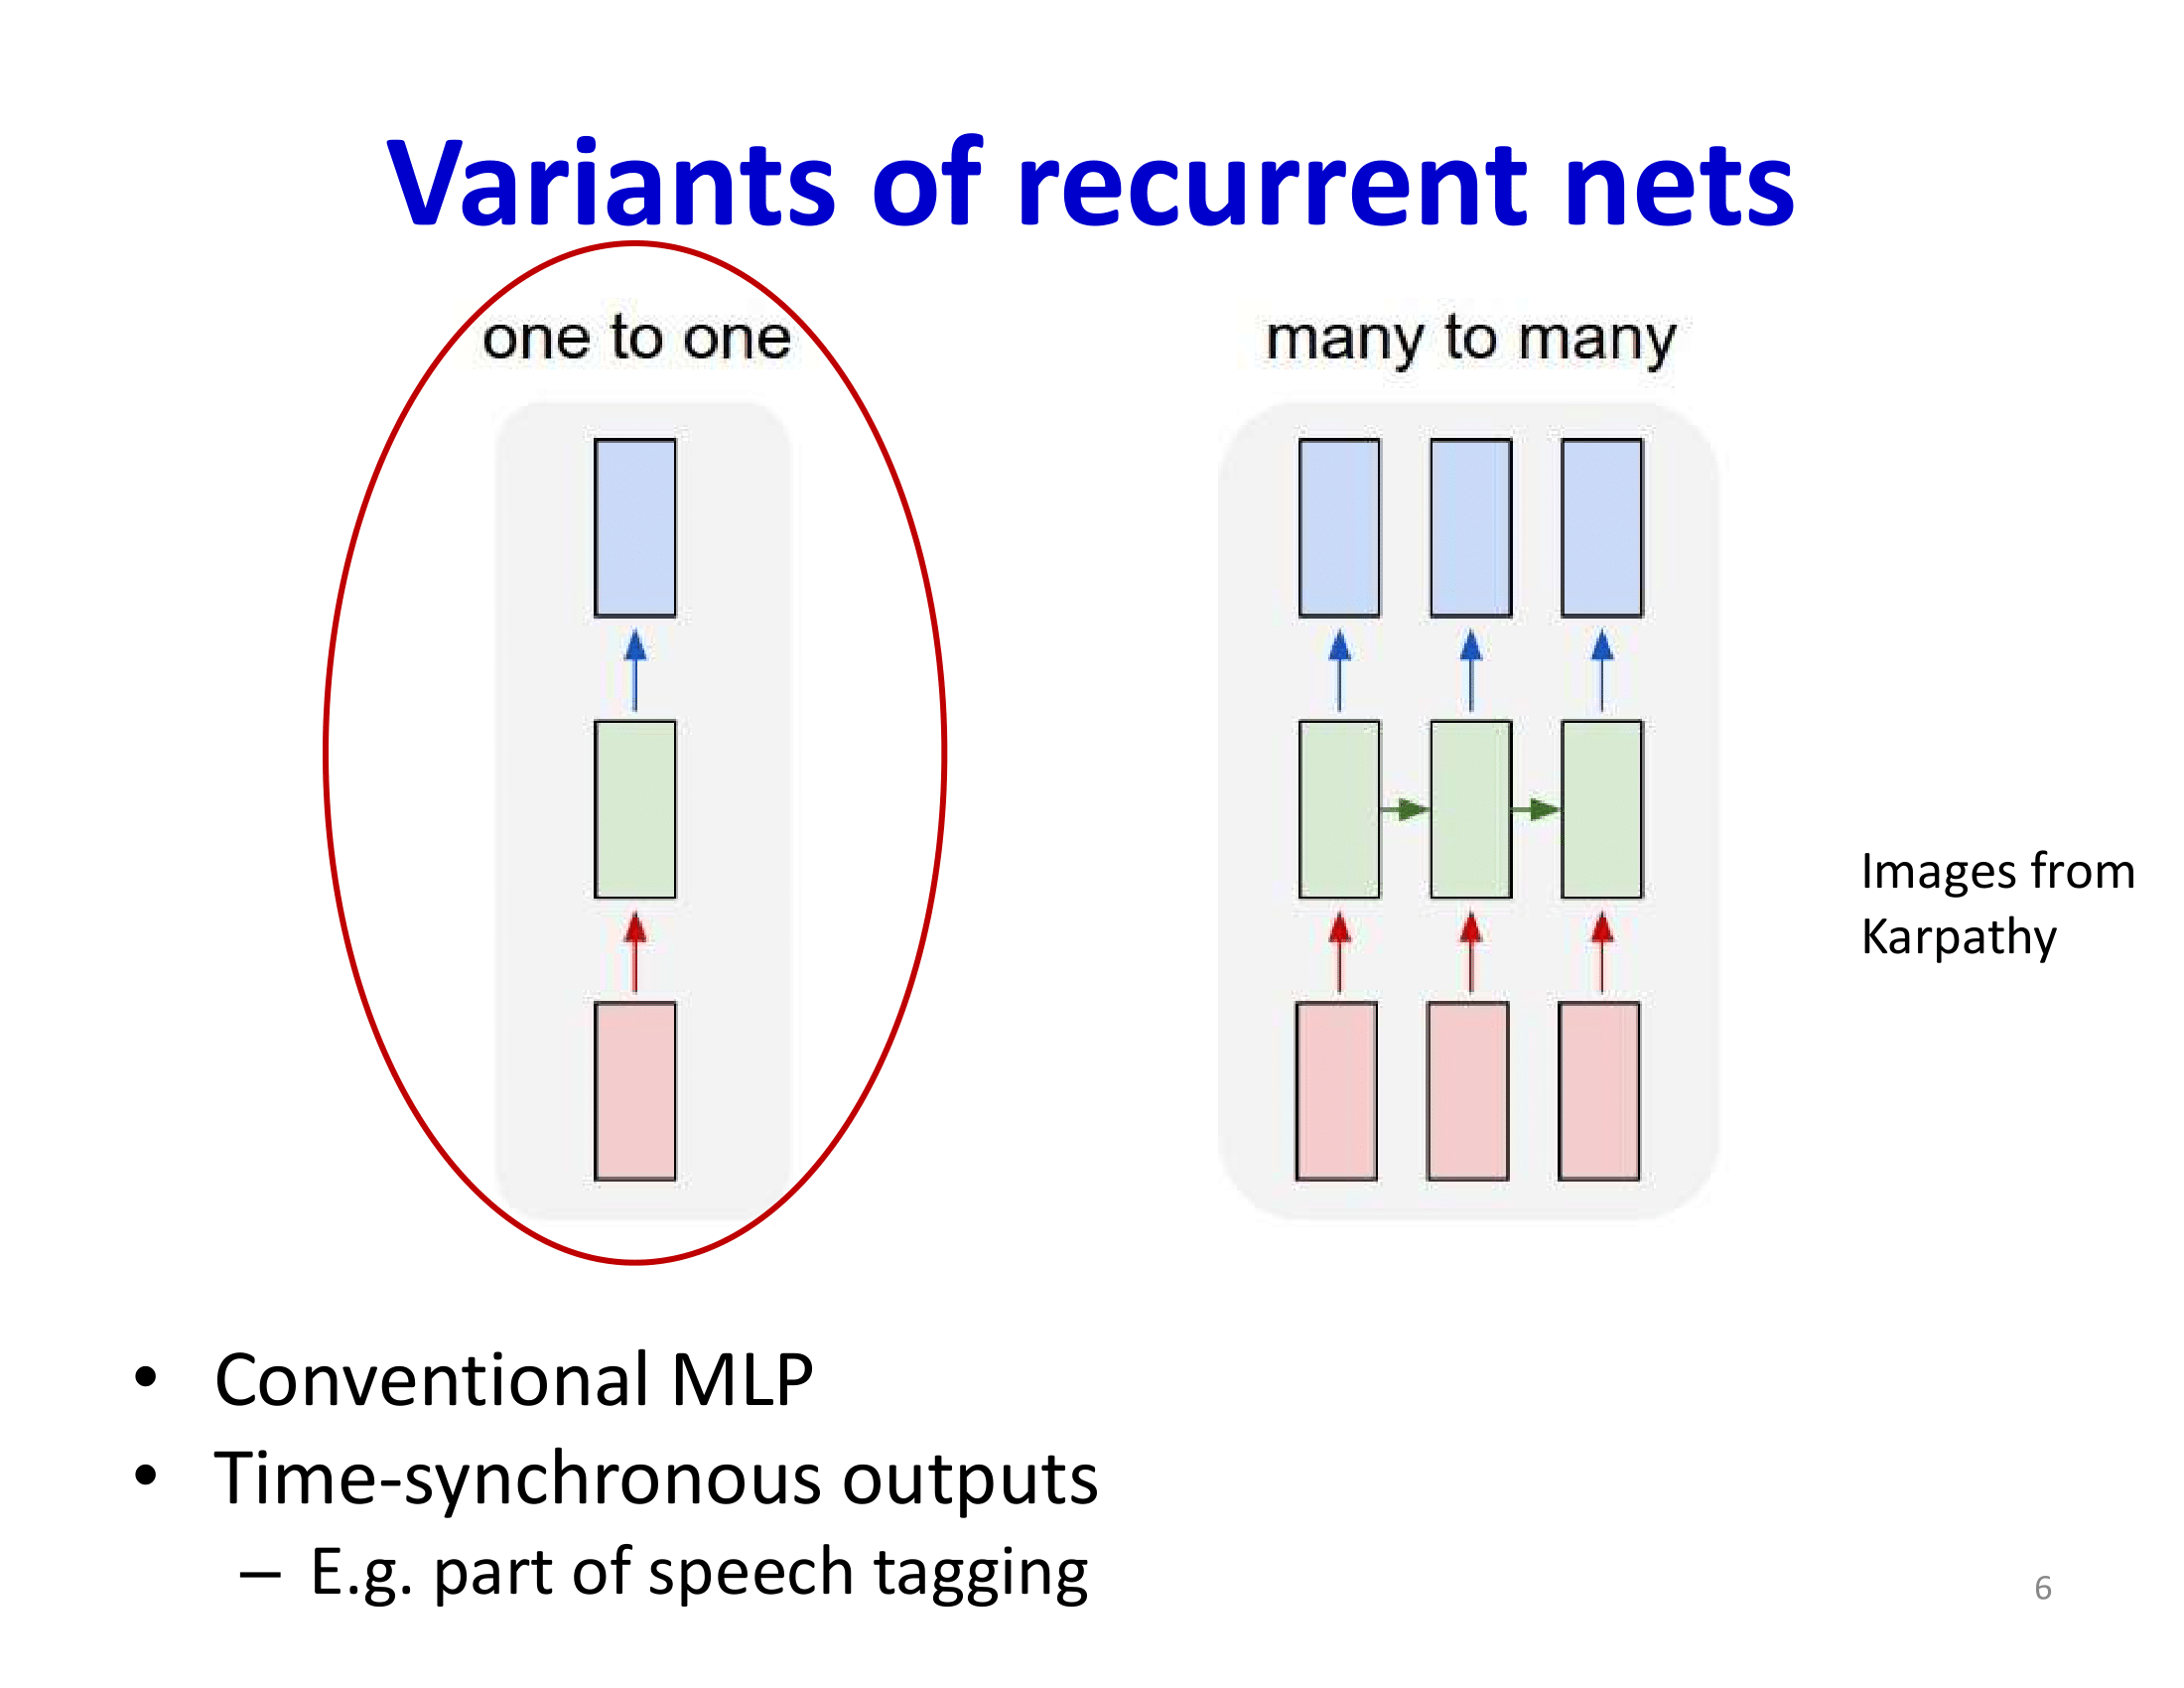 Variants of recurrent nets
one to one
many to many
Images from
Karpathy
• Conventional MLP
• Time-synchronous outputs
– E.g. part of speech tagging
6